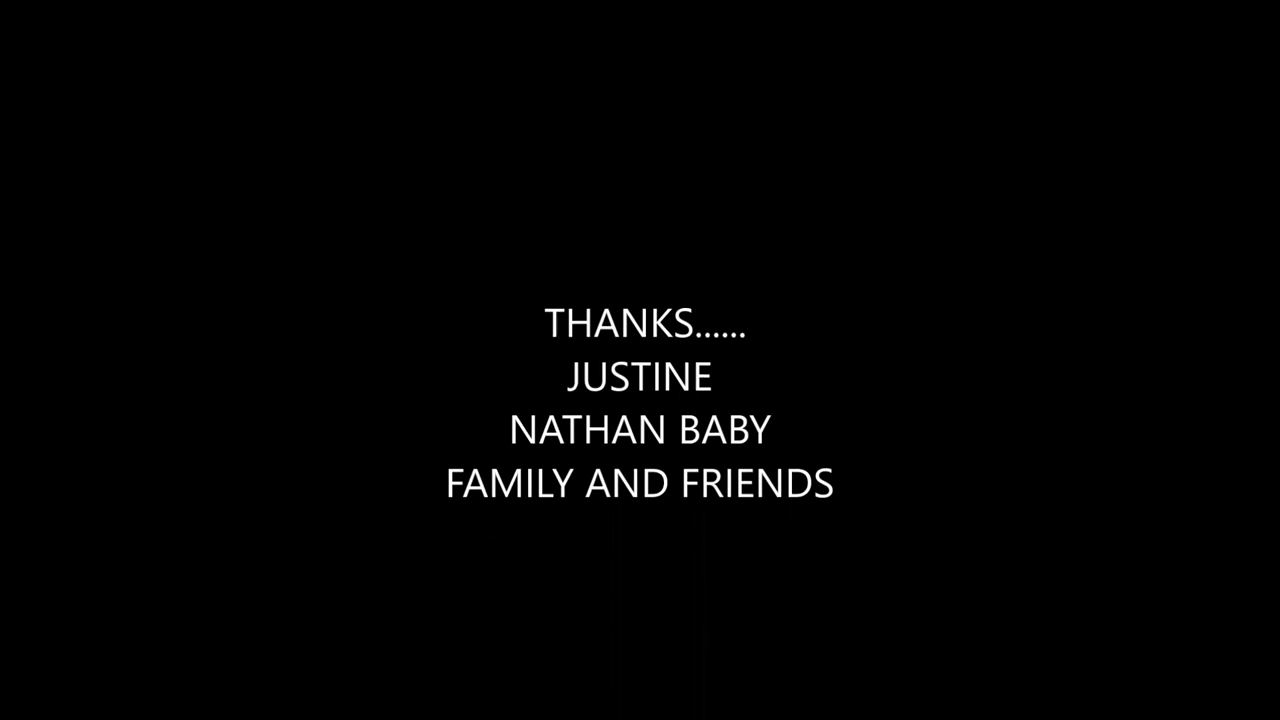 THANKS......
JUSTINE
NATHAN BABY
FAMILY AND FRIENDS